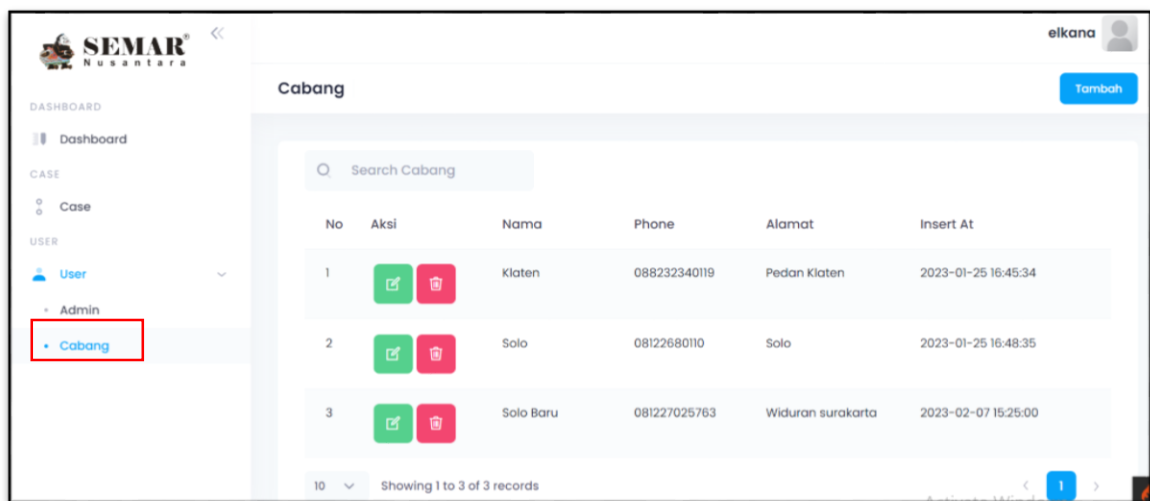 SEMAR®
Nusantara
elkana
Cabang
Tambah
DASHBOARD
Dashboard
CASE
Case
USER
User
Admin
Cabang
Search Cabang
No Aksi Nama Phone Alamat Insert At
1 Klaten 088232340119 Pedan Klaten 2023-01-25 16:45:34
2 Solo 08122680110 Solo 2023-01-25 16:48:35
3 Solo Baru 081227025763 Widuran surakarta 2023-02-07 15:25:00
10 Showing 1 to 3 of 3 records 1